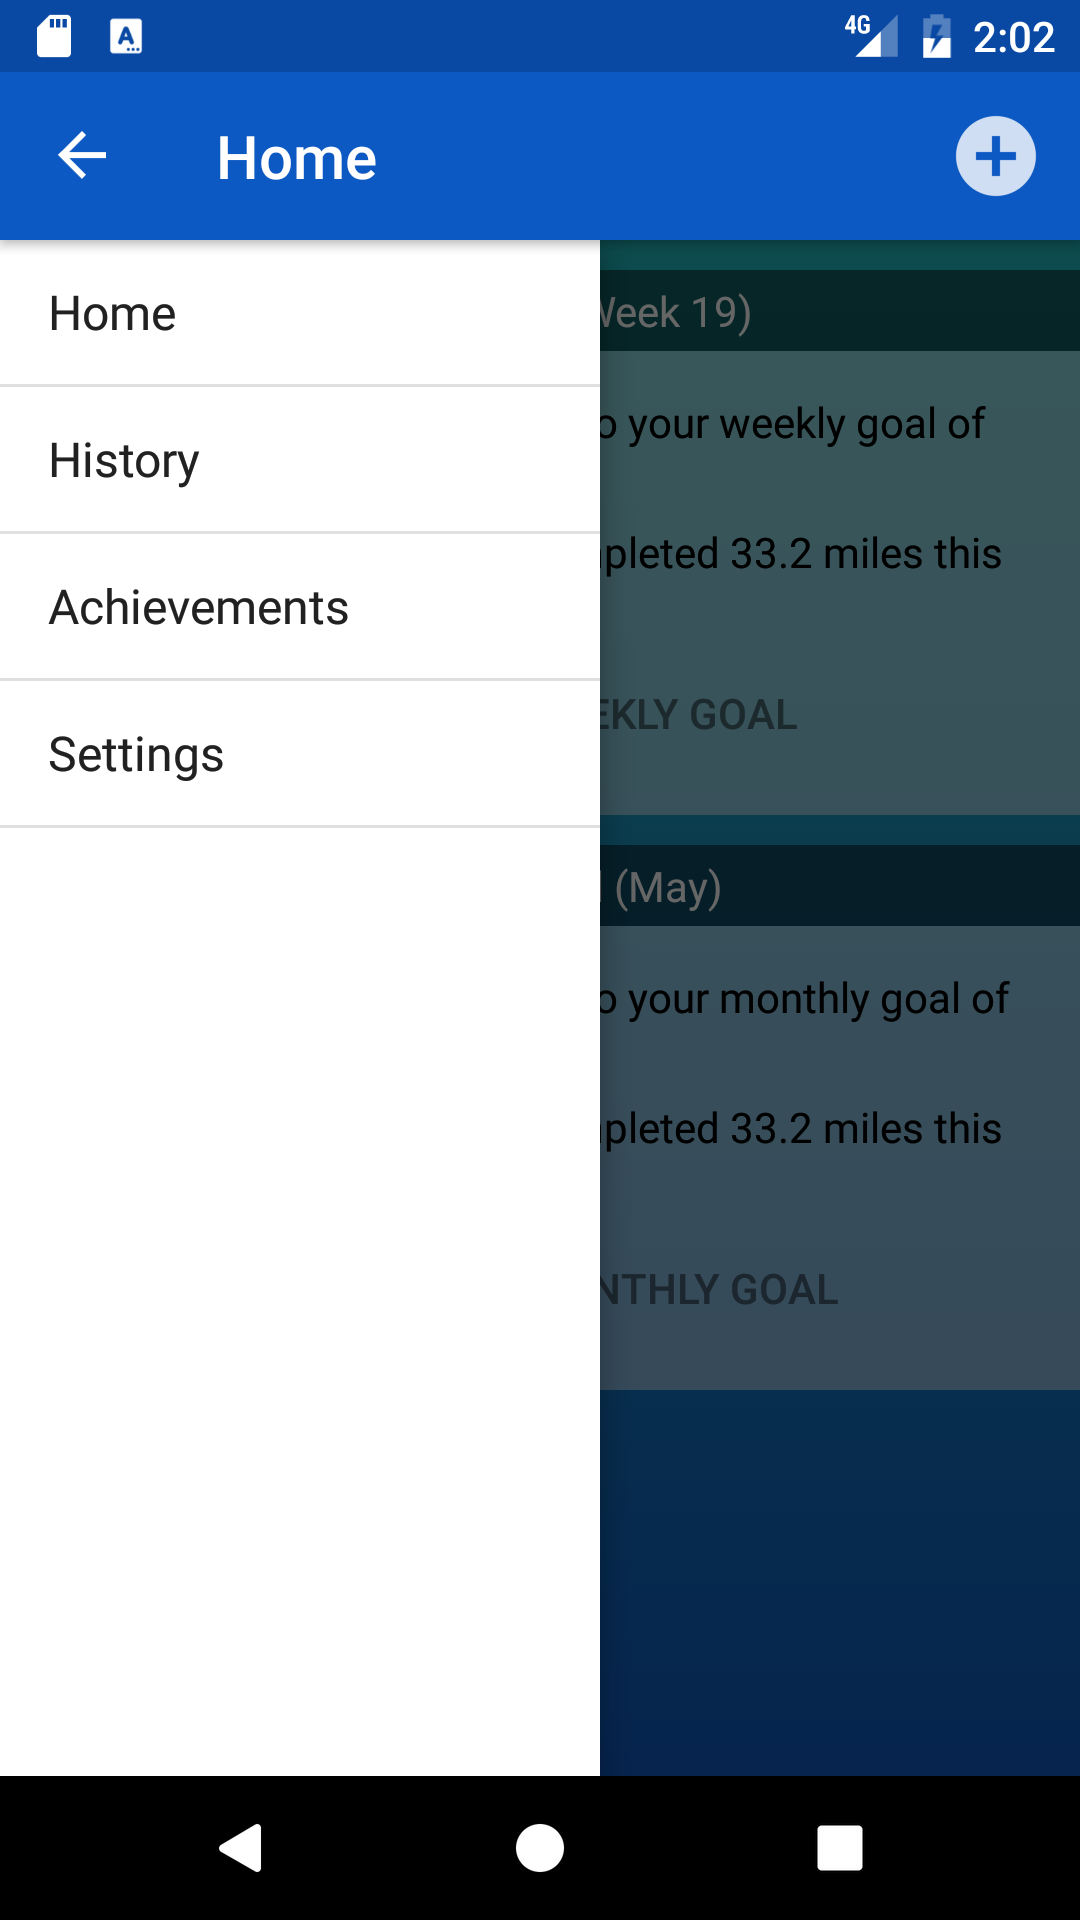 4G 2:02
Home
Home
History
Achievements
Settings
Week 19)
o your weekly goal of
pleted 33.2 miles this
EKLY GOAL
(May)
o your monthly goal of
pleted 33.2 miles this
NTHLY GOAL